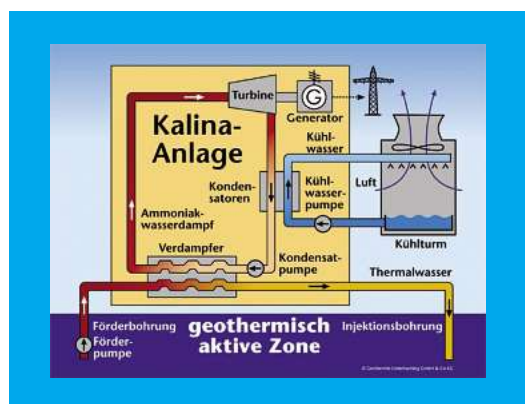 Turbine
G
Generator
Kalina-
Anlage
Kühl-
wasser
Konden-
satoren
Kühl-
wasser-
pumpe
Luft
Ammoniak-
wasserdampf
Kühlturm
Verdampfer
Kondensat-
pumpe
Thermalwasser
Förderbohrung
geothermisch
aktive Zone
Injektionsbohrung
Förder-
pumpe